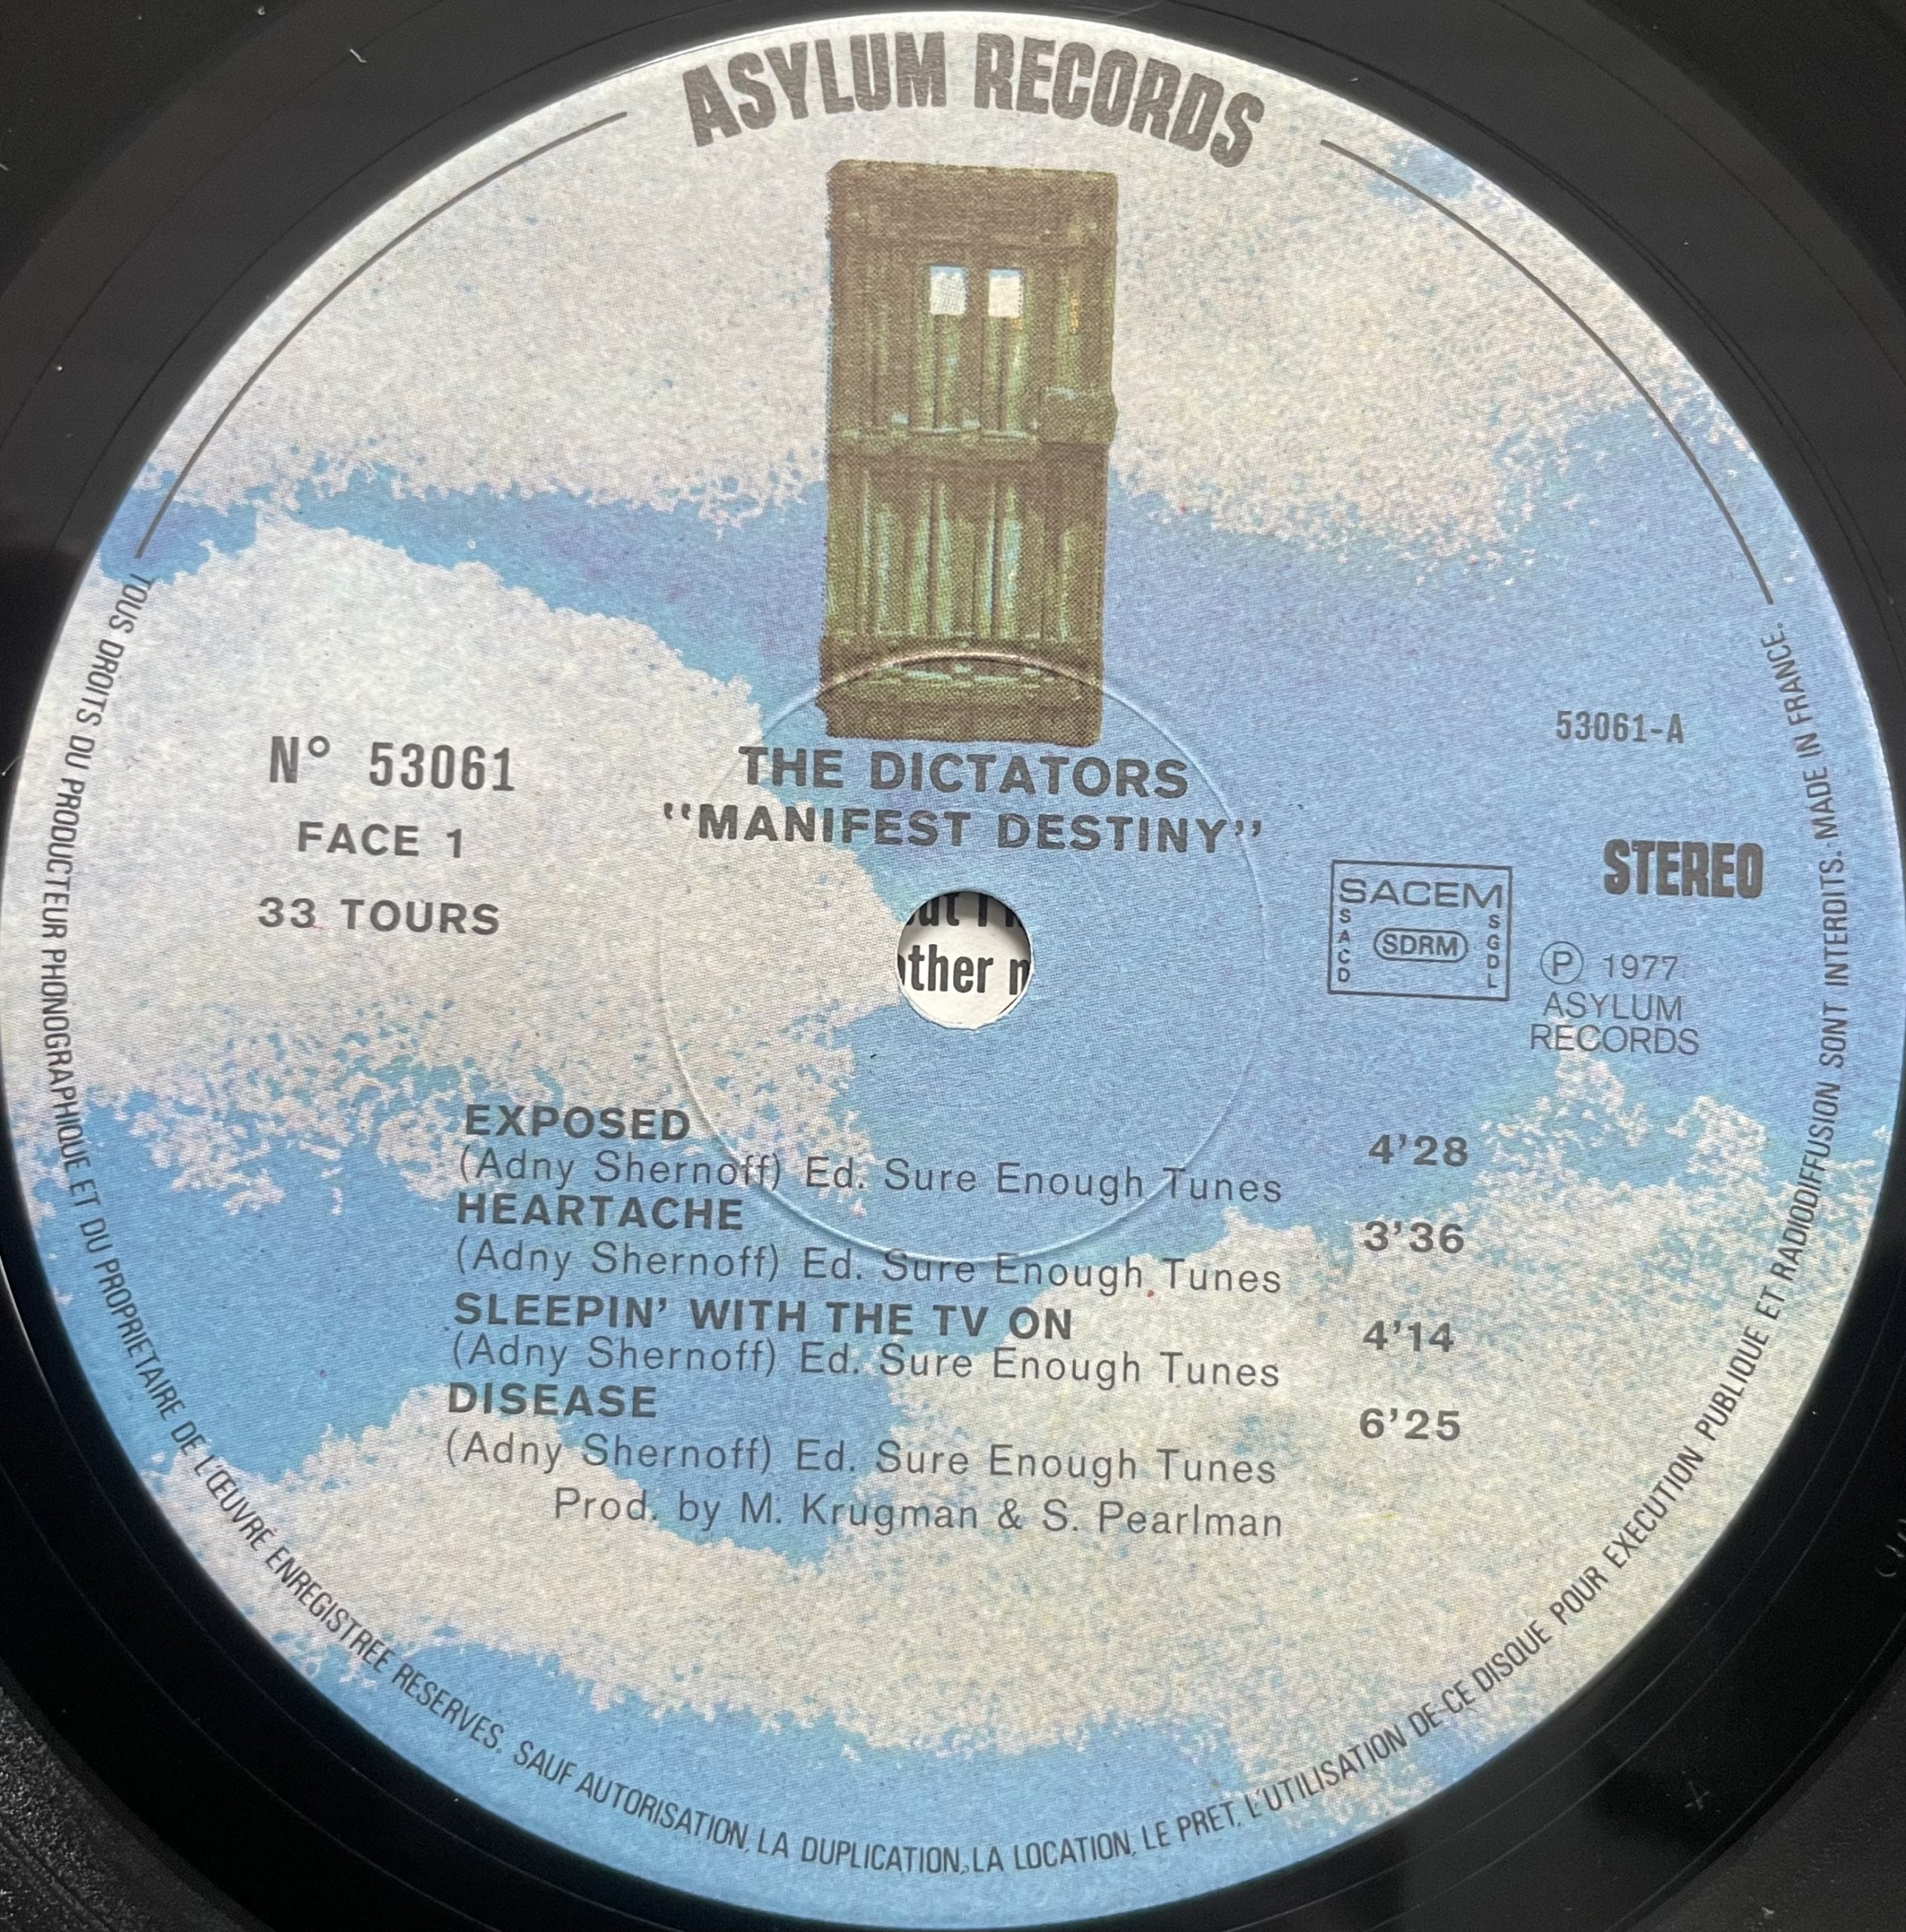 ASYLUM RECORDS
N° 53061
FACE 1
33 TOURS
THE DICTATORS
"MANIFEST DESTINY"
53061-A
STEREO
SACEM
SACD
SDRM
SGDL
Ⓟ 1977
ASYLUM
RECORDS
ther
EXPOSED 4'28
(Adny Shernoff) Ed. Sure Enough Tunes
HEARTACHE 3'36
(Adny Shernoff) Ed. Sure Enough Tunes
SLEEPIN' WITH THE TV ON 4'14
(Adny Shernoff) Ed. Sure Enough Tunes
DISEASE 6'25
(Adny Shernoff) Ed. Sure Enough Tunes
Prod. by M. Krugman & S. Pearlman
TOUS DROITS DU PRODUCTEUR PHONOGRAPHIQUE ET DU PROPRIETAIRE DE L'ŒUVRE ENREGISTREE RESERVES. SAUF AUTORISATION, LA DUPLICATION, LA LOCATION, LE PRET, L'UTILISATION DE CE DISQUE POUR EXECUTION PUBLIQUE ET RADIODIFFUSION SONT INTERDITS. MADE IN FRANCE.